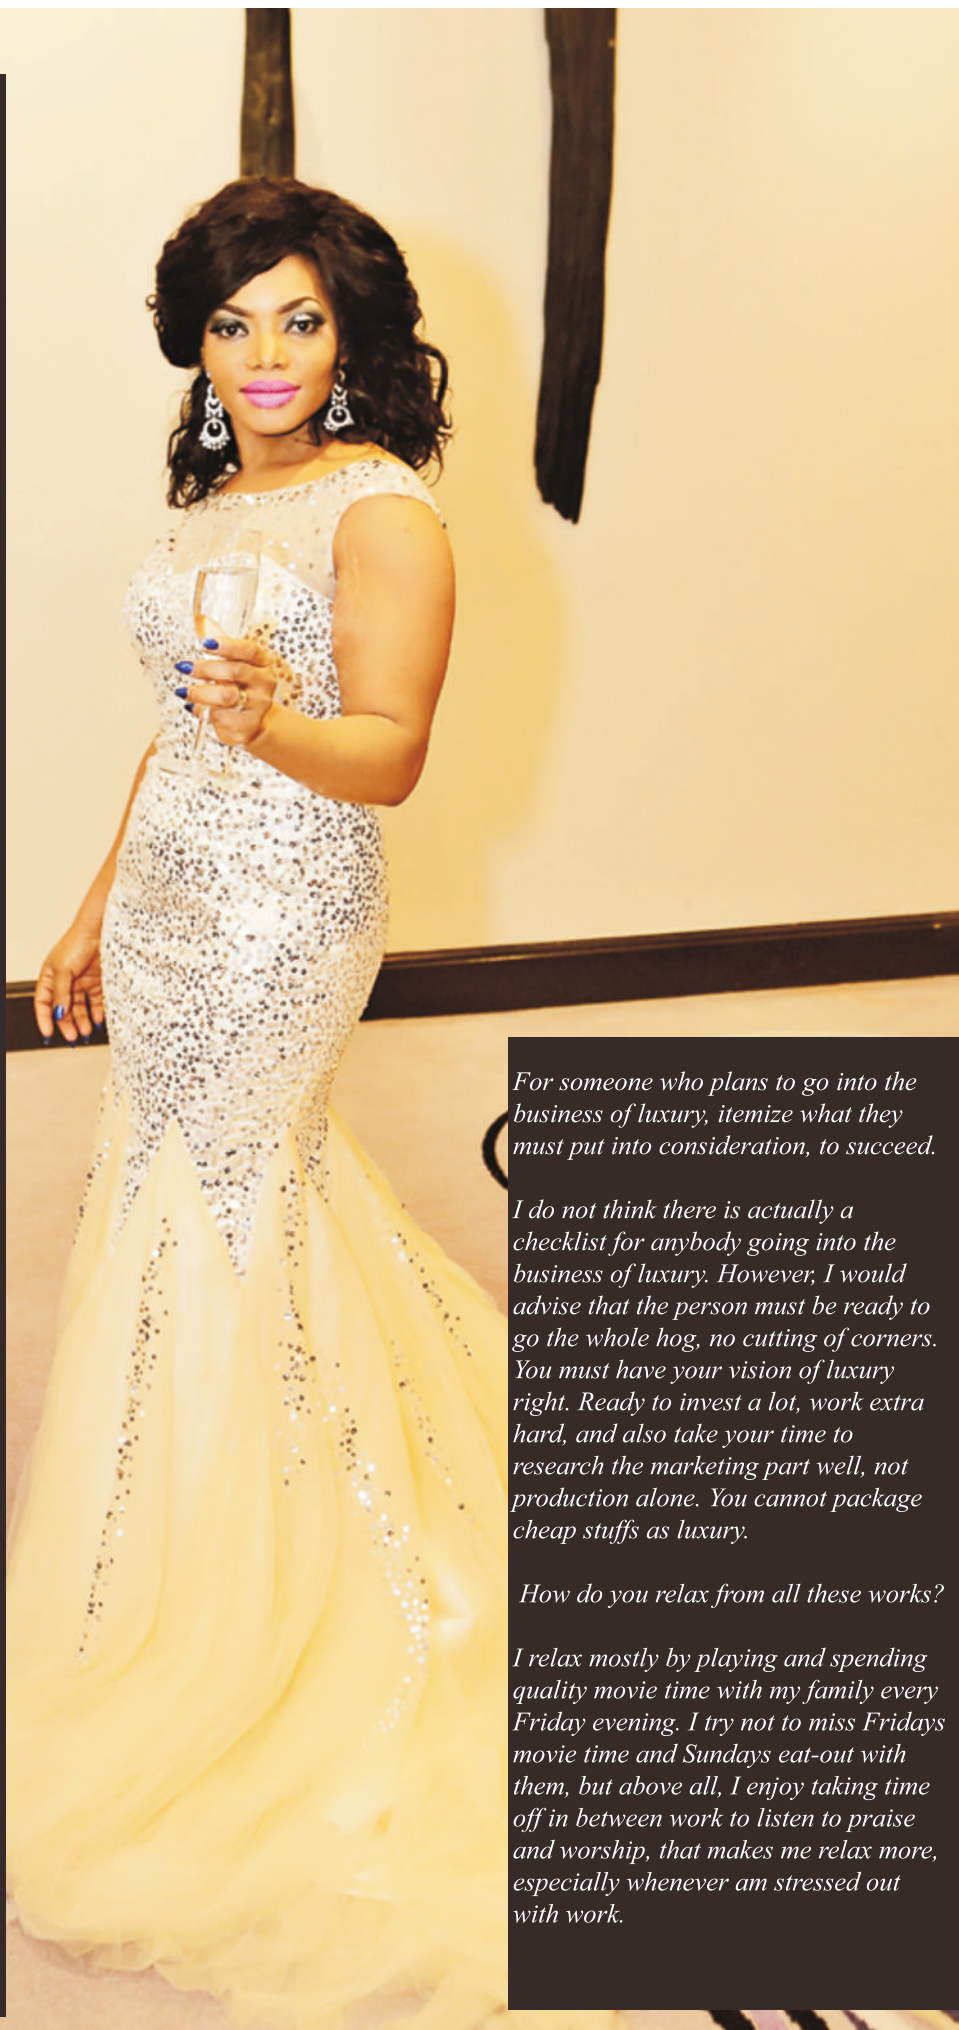 For someone who plans to go into the
business of luxury, itemize what they
must put into consideration, to succeed.
I do not think there is actually a
checklist for anybody going into the
business of luxury. However, I would
advise that the person must be ready to
go the whole hog, no cutting of corners.
You must have your vision of luxury
right. Ready to invest a lot, work extra
hard, and also take your time to
research the marketing part well, not
production alone. You cannot package
cheap stuffs as luxury.
How do you relax from all these works?
I relax mostly by playing and spending
quality movie time with my family every
Friday evening. I try not to miss Fridays
movie time and Sundays eat-out with
them, but above all, I enjoy taking time
off in between work to listen to praise
and worship, that makes me relax more,
especially whenever am stressed out
with work.